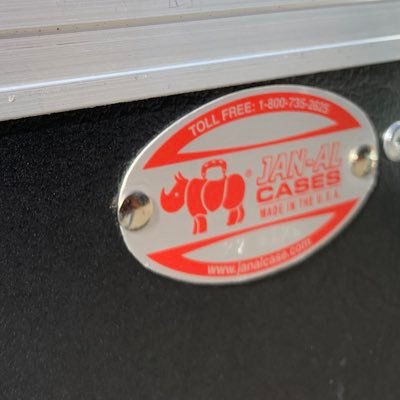 TOLL FREE: 1-800-735-2625
® JAN-AL
CASES
MADE IN THE U.S.A.
www.janalcase.com